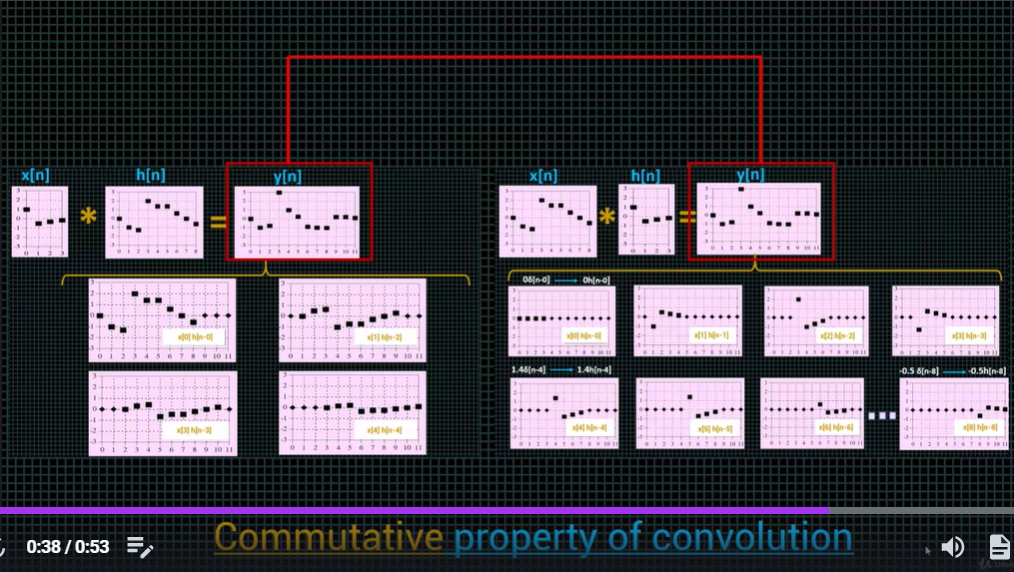 x[n] h[n] y[n]
* =
x[n] h[n] y[n]
* =
x[0] h[n-0]
x[1] h[n-2]
x[3] h[n-3]
x[4] h[n-4]
0δ[n-0] 0h[n-0]
x[0] h[n-0]
x[1] h[n-1]
x[2] h[n-2]
x[3] h[n-3]
1.4δ[n-4] 1.4h[n-4]
-0.5 δ[n-8] -0.5h[n-8]
x[4] h[n-4]
x[5] h[n-5]
x[6] h[n-6]
x[8] h[n-8]
Commutative property of convolution
0:38 / 0:53